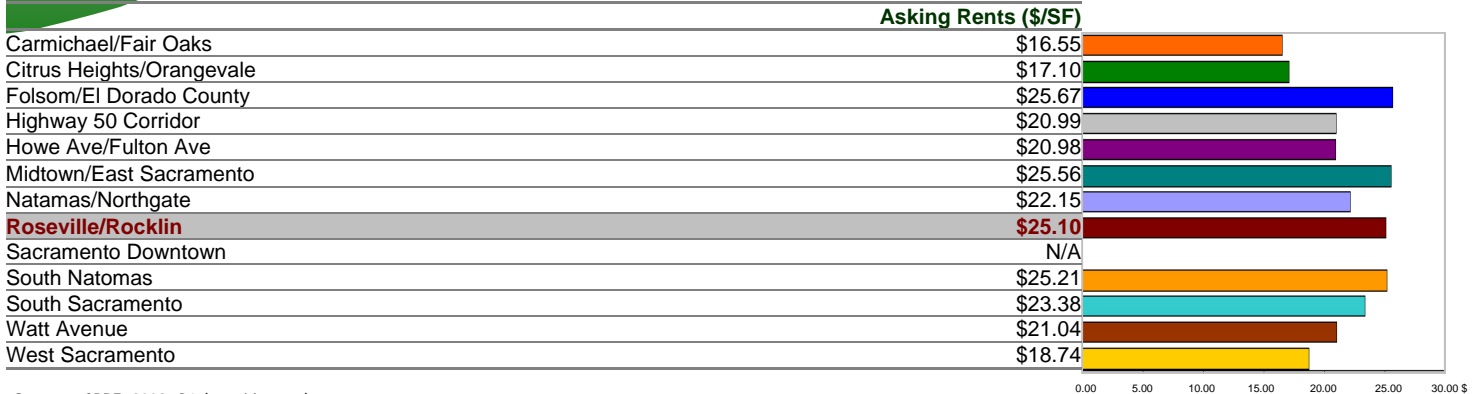 Asking Rents ($/SF)
Carmichael/Fair Oaks $16.55
Citrus Heights/Orangevale $17.10
Folsom/El Dorado County $25.67
Highway 50 Corridor $20.99
Howe Ave/Fulton Ave $20.98
Midtown/East Sacramento $25.56
Natamas/Northgate $22.15
Roseville/Rocklin $25.10
Sacramento Downtown N/A
South Natomas $25.21
South Sacramento $23.38
Watt Avenue $21.04
West Sacramento $18.74
0.00 5.00 10.00 15.00 20.00 25.00 30.00 $